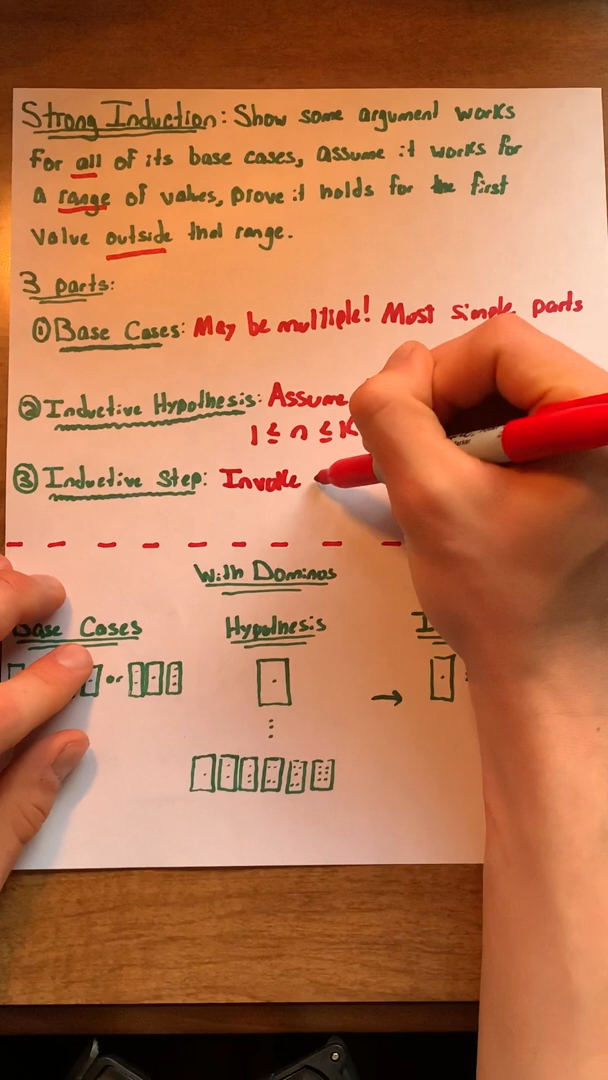 Strong Induction: Show some argument works
for all of its base cases, assume it works for
a range of values, prove it holds for the first
value outside that range.
3 parts:
① Base Cases: May be multiple! Most simple parts
② Inductive Hypothesis: Assume
1 ≤ n ≤ K
③ Inductive Step: Invoke
With Dominos
Base Cases
Hypothesis
or